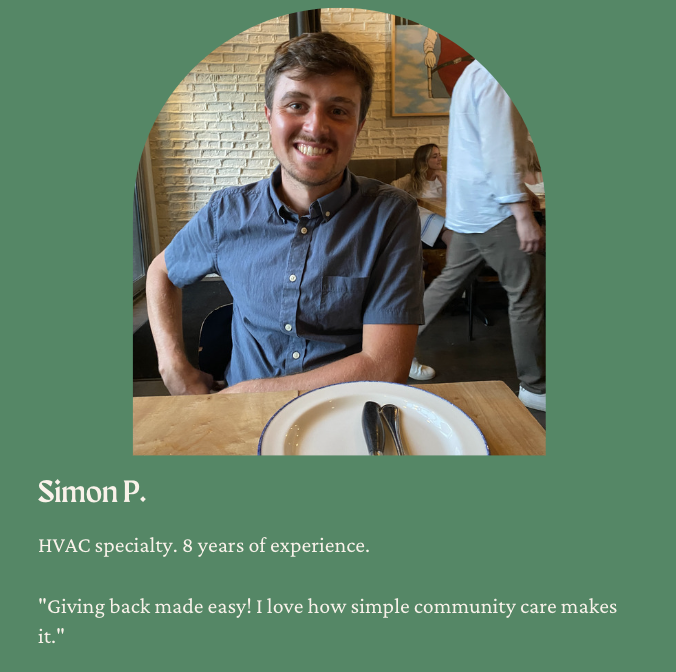 Simon P.
HVAC specialty. 8 years of experience.
"Giving back made easy! I love how simple community care makes
it."